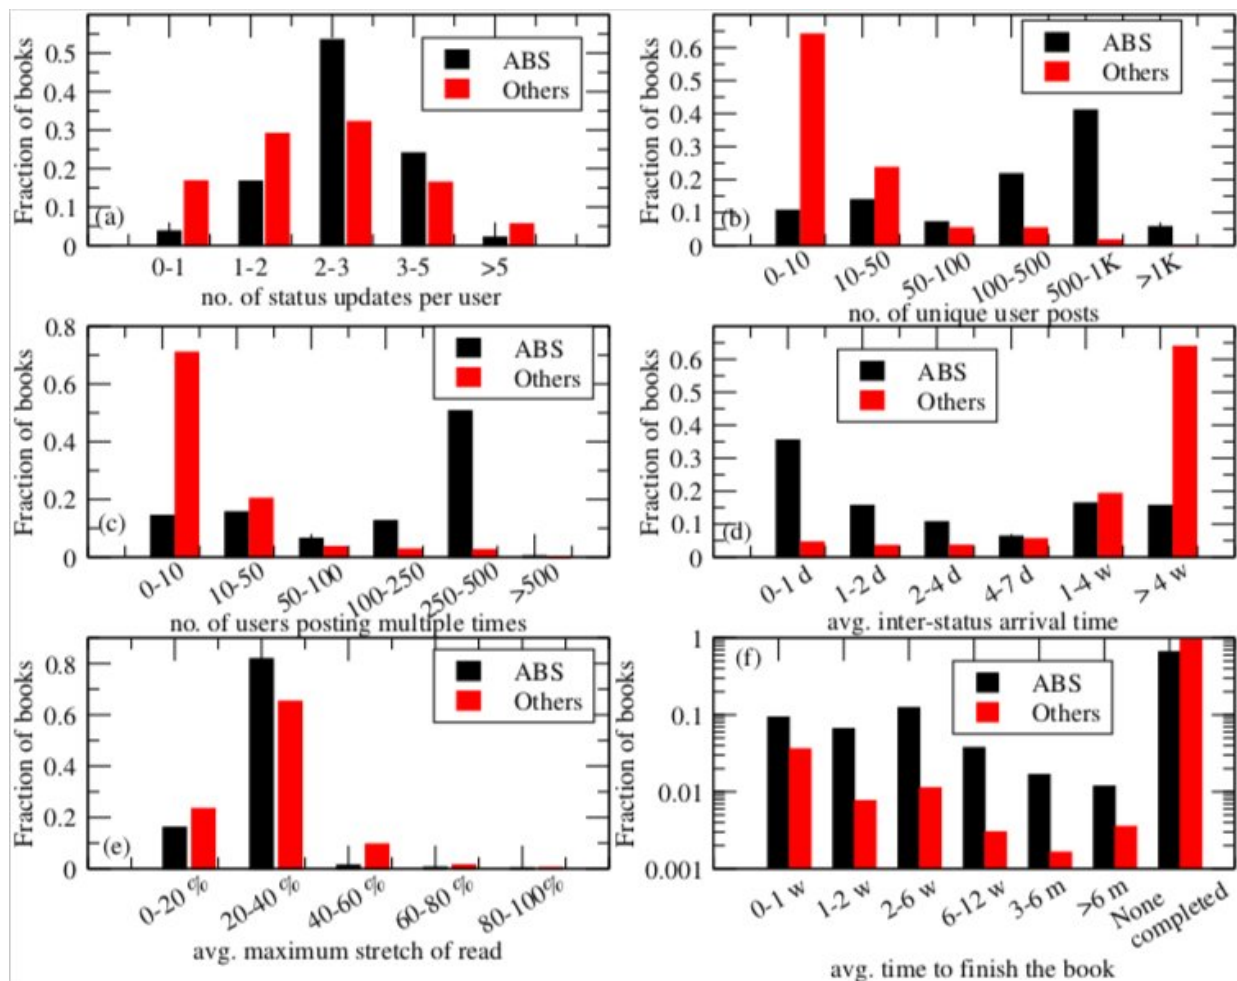 Fraction of books
0.5
0.4
0.3
0.2
0.1
0
(a)
ABS
Others
0-1 1-2 2-3 3-5 >5
no. of status updates per user
Fraction of books
0.6
0.5
0.4
0.3
0.2
0.1
0
(b)
ABS
Others
0-10 10-50 50-100 100-500 500-1K >1K
no. of unique user posts
Fraction of books
0.8
0.6
0.4
0.2
0
(c)
ABS
Others
0-10 10-50 50-100 100-250 250-500 >500
no. of users posting multiple times
Fraction of books
0.6
0.5
0.4
0.3
0.2
0.1
0
(d)
ABS
Others
0-1 d 1-2 d 2-4 d 4-7 d 1-4 w > 4 w
avg. inter-status arrival time
Fraction of books
0.8
0.6
0.4
0.2
0
(e)
ABS
Others
0-20 % 20-40 % 40-60 % 60-80 % 80-100%
avg. maximum stretch of read
Fraction of books
1
0.1
0.01
0.001
(f)
ABS
Others
0-1 w 1-2 w 2-6 w 6-12 w 3-6 m >6 m None
completed
avg. time to finish the book